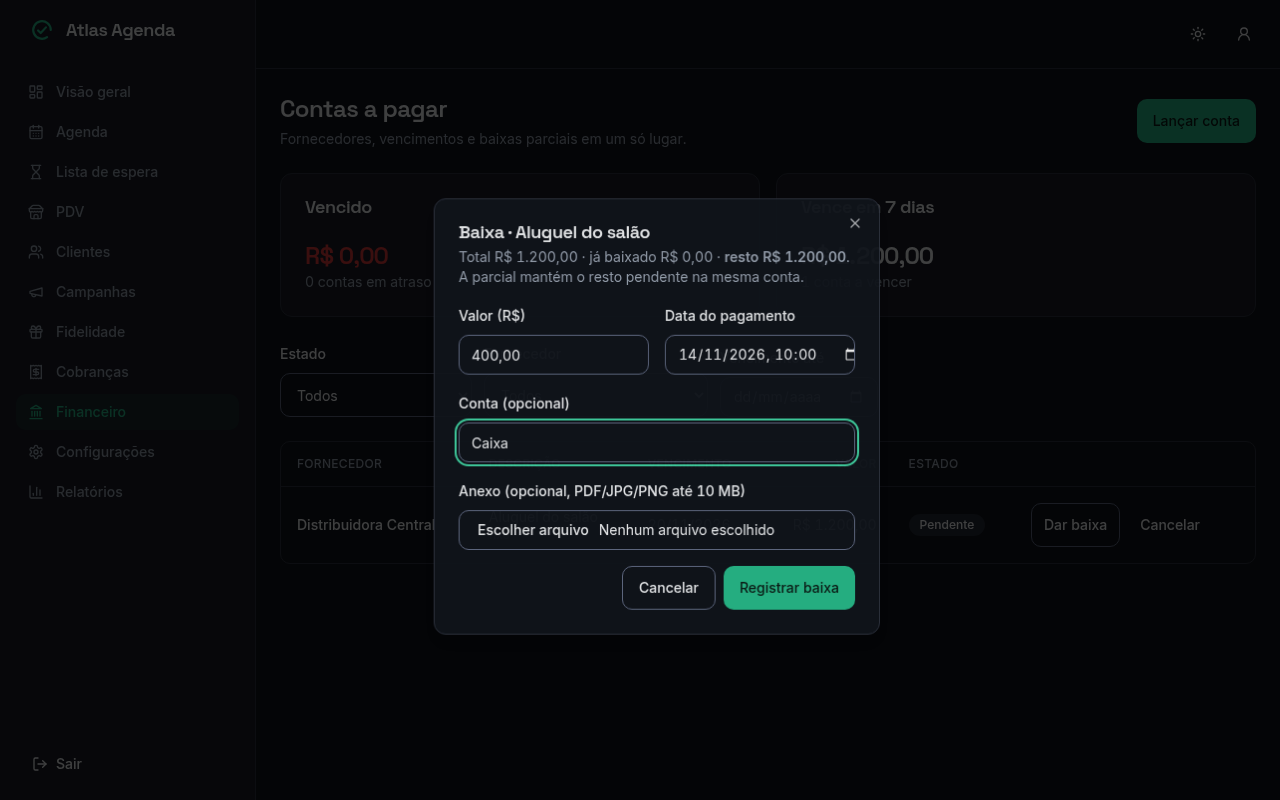 Atlas Agenda
Visão geral
Agenda
Lista de espera
PDV
Clientes
Campanhas
Fidelidade
Cobranças
Financeiro
Configurações
Relatórios
Sair
Contas a pagar
Fornecedores, vencimentos e baixas parciais em um só lugar.
Lançar conta
Vencido
R$ 0,00
0 contas em atraso
Vence em 7 dias
Estado
Todos
FORNECEDOR
ESTADO
Distribuidora Central
Pendente
Dar baixa
Cancelar
Baixa · Aluguel do salão
Total R$ 1.200,00 · já baixado R$ 0,00 · resto R$ 1.200,00.
A parcial mantém o resto pendente na mesma conta.
Valor (R$)
Data do pagamento
400,00
14/11/2026, 10:00
Conta (opcional)
Caixa
Anexo (opcional, PDF/JPG/PNG até 10 MB)
Escolher arquivo Nenhum arquivo escolhido
Cancelar
Registrar baixa